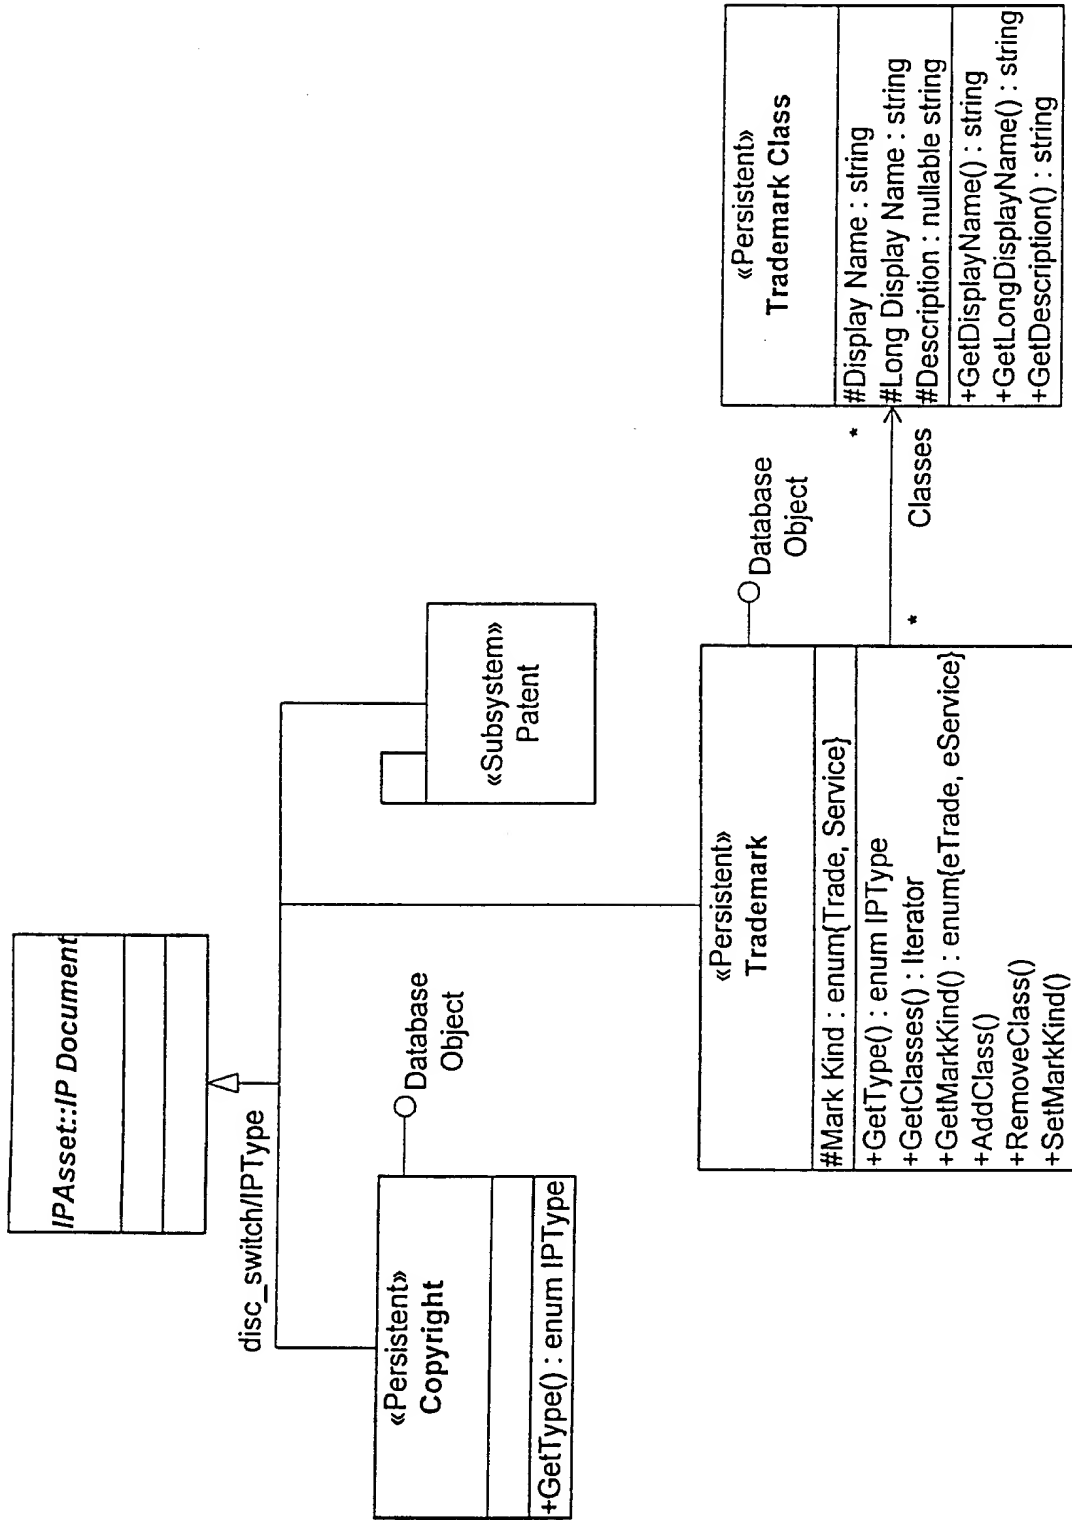 IPAsset::IP Document
disc_switch/IPType
«Persistent»
Copyright
+GetType() : enum IPType
Database
Object
«Subsystem»
Patent
«Persistent»
Trademark
#Mark Kind : enum{Trade, Service}
+GetType() : enum IPType
+GetClasses() : Iterator
+GetMarkKind() : enum{eTrade, eService}
+AddClass()
+RemoveClass()
+SetMarkKind()
Database
Object
*
Classes
*
«Persistent»
Trademark Class
#Display Name : string
#Long Display Name : string
#Description : nullable string
+GetDisplayName() : string
+GetLongDisplayName() : string
+GetDescription() : string